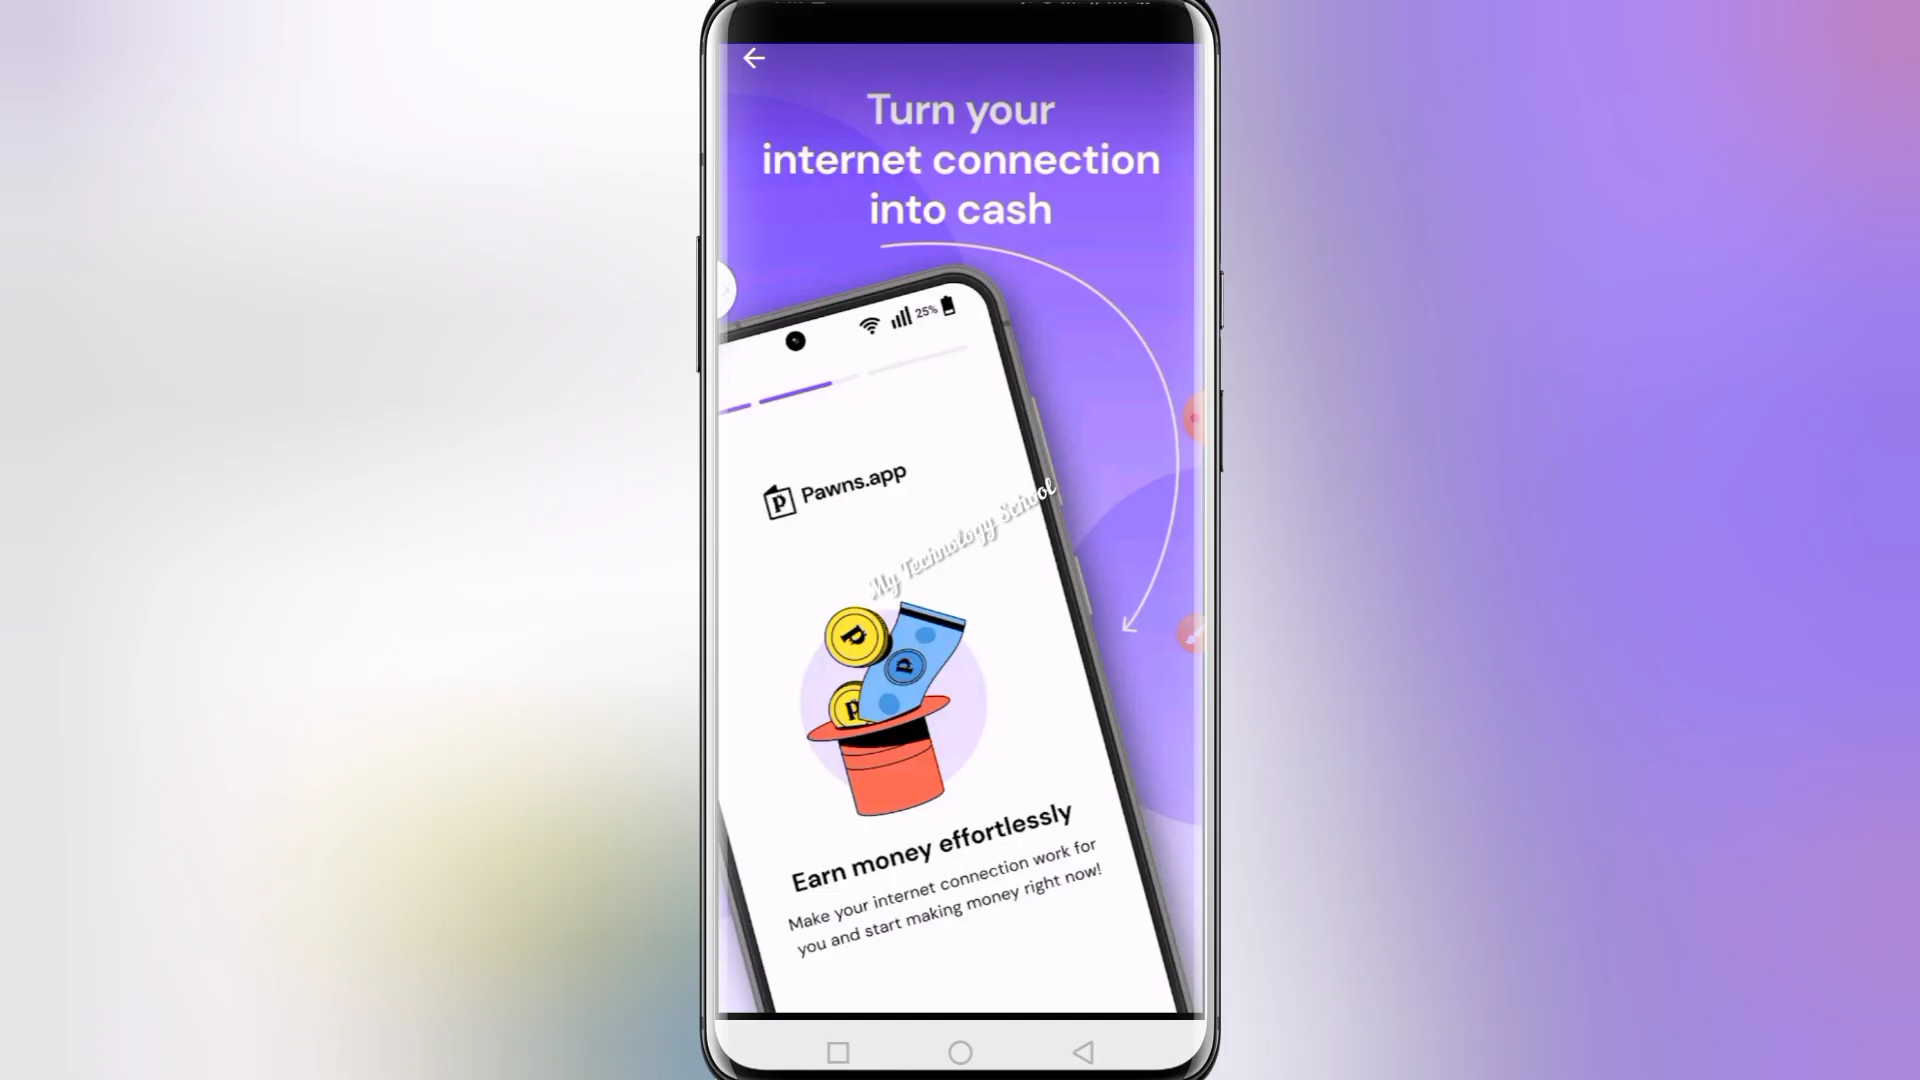 Turn your
internet connection
into cash
25%
Pawns.app
My Technology School
Earn money effortlessly
Make your internet connection work for
you and start making money right now!